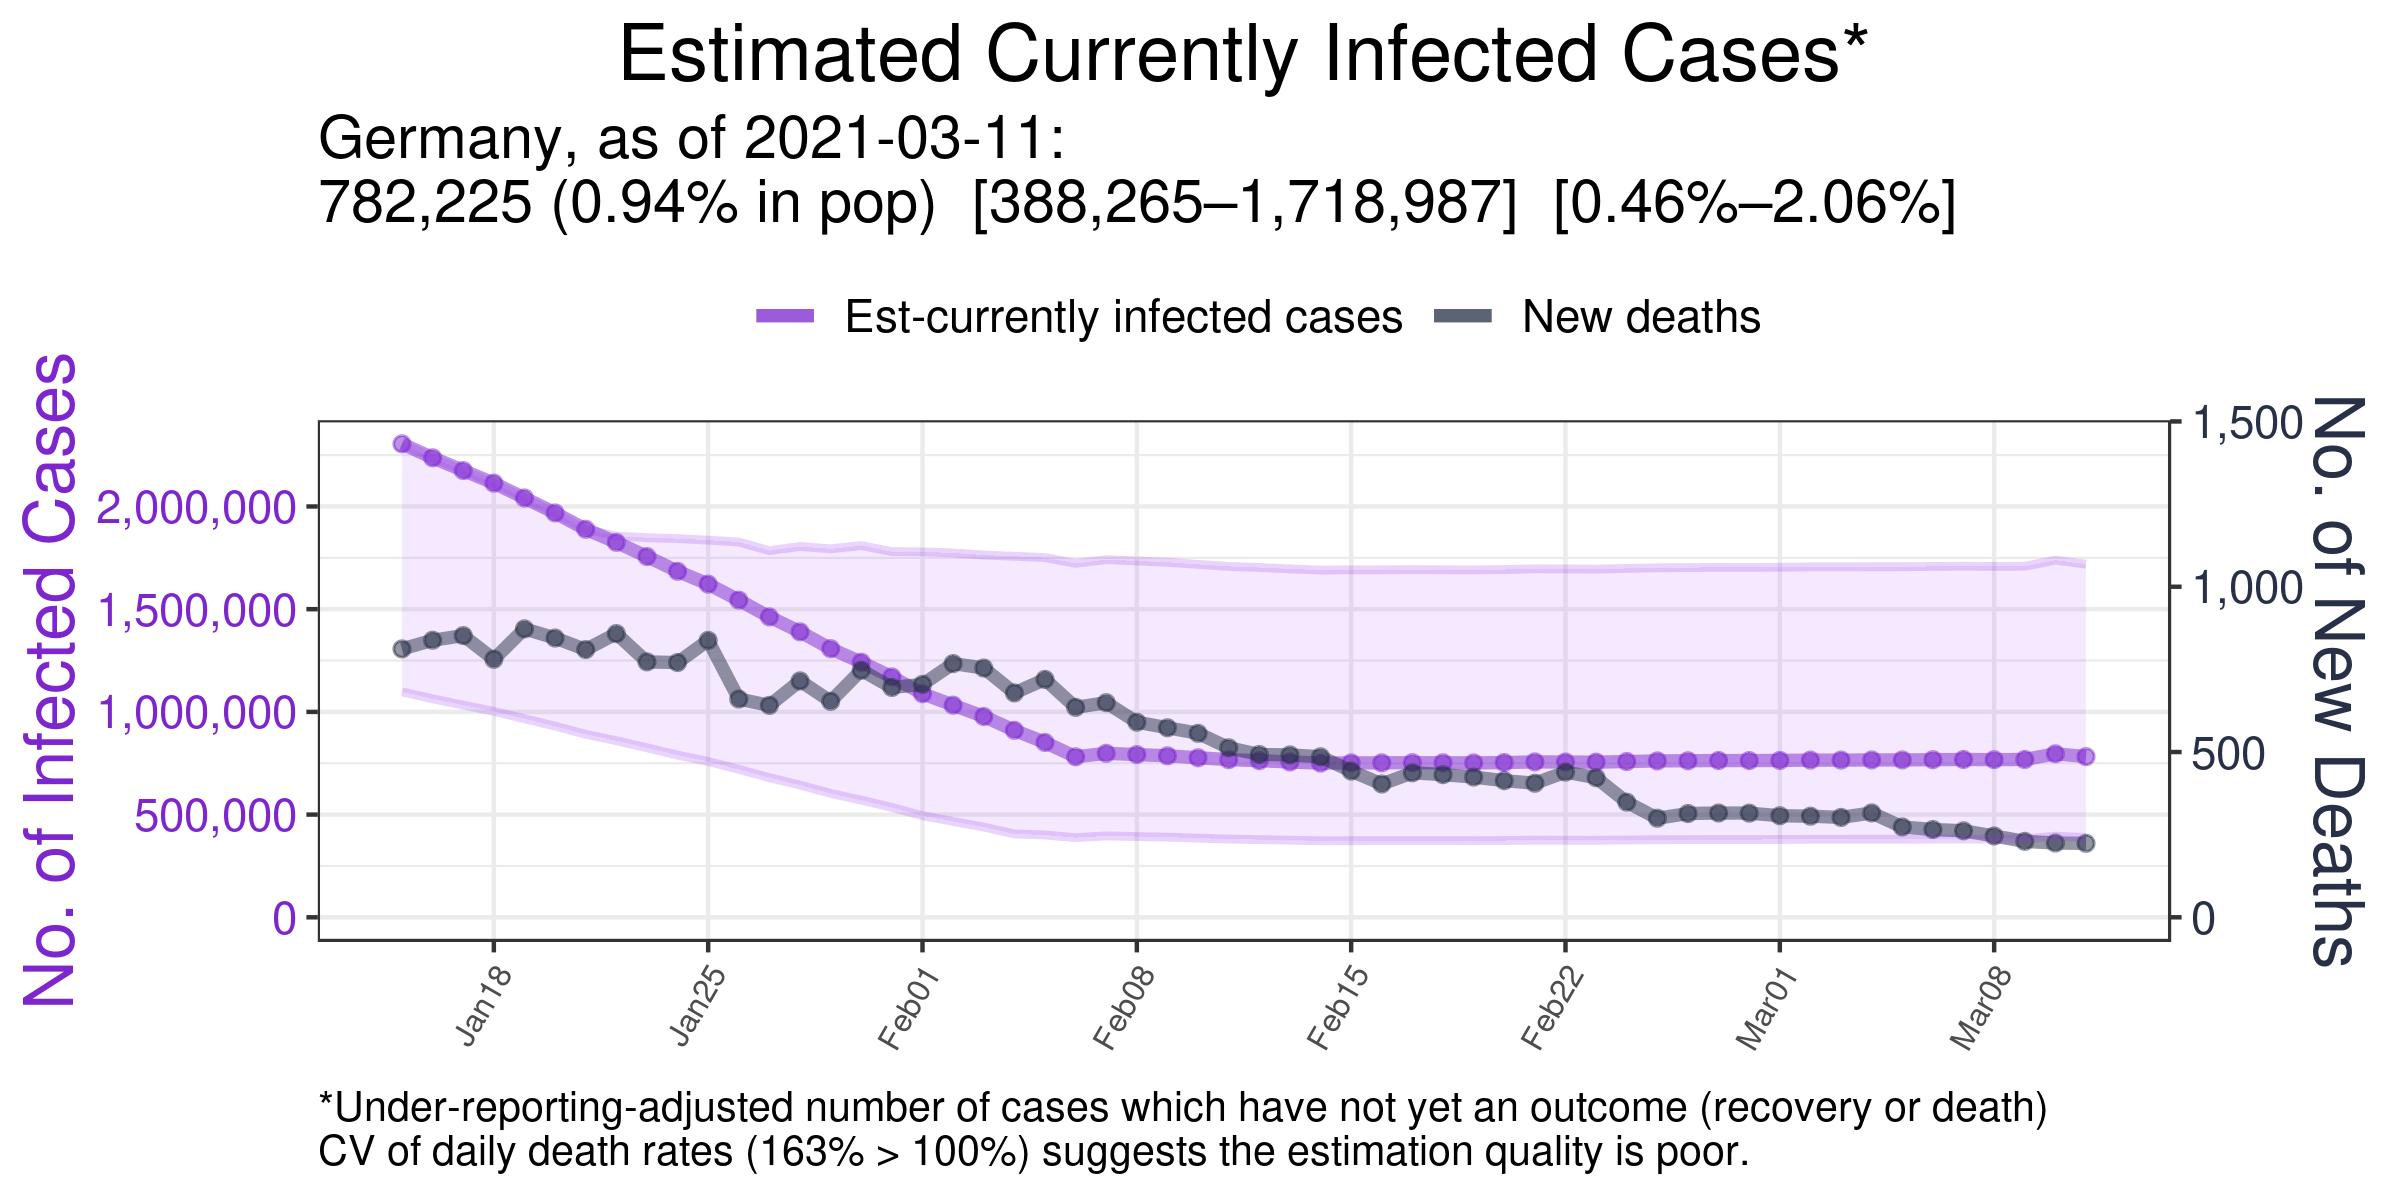 Estimated Currently Infected Cases*
Germany, as of 2021-03-11:
782,225 (0.94% in pop)  [388,265–1,718,987]  [0.46%–2.06%]
Est-currently infected cases
New deaths
No. of Infected Cases
2,000,000
1,500,000
1,000,000
500,000
0
1,500
1,000
500
0
No. of New Deaths
Jan18
Jan25
Feb01
Feb08
Feb15
Feb22
Mar01
Mar08
*Under-reporting-adjusted number of cases which have not yet an outcome (recovery or death)
CV of daily death rates (163% > 100%) suggests the estimation quality is poor.